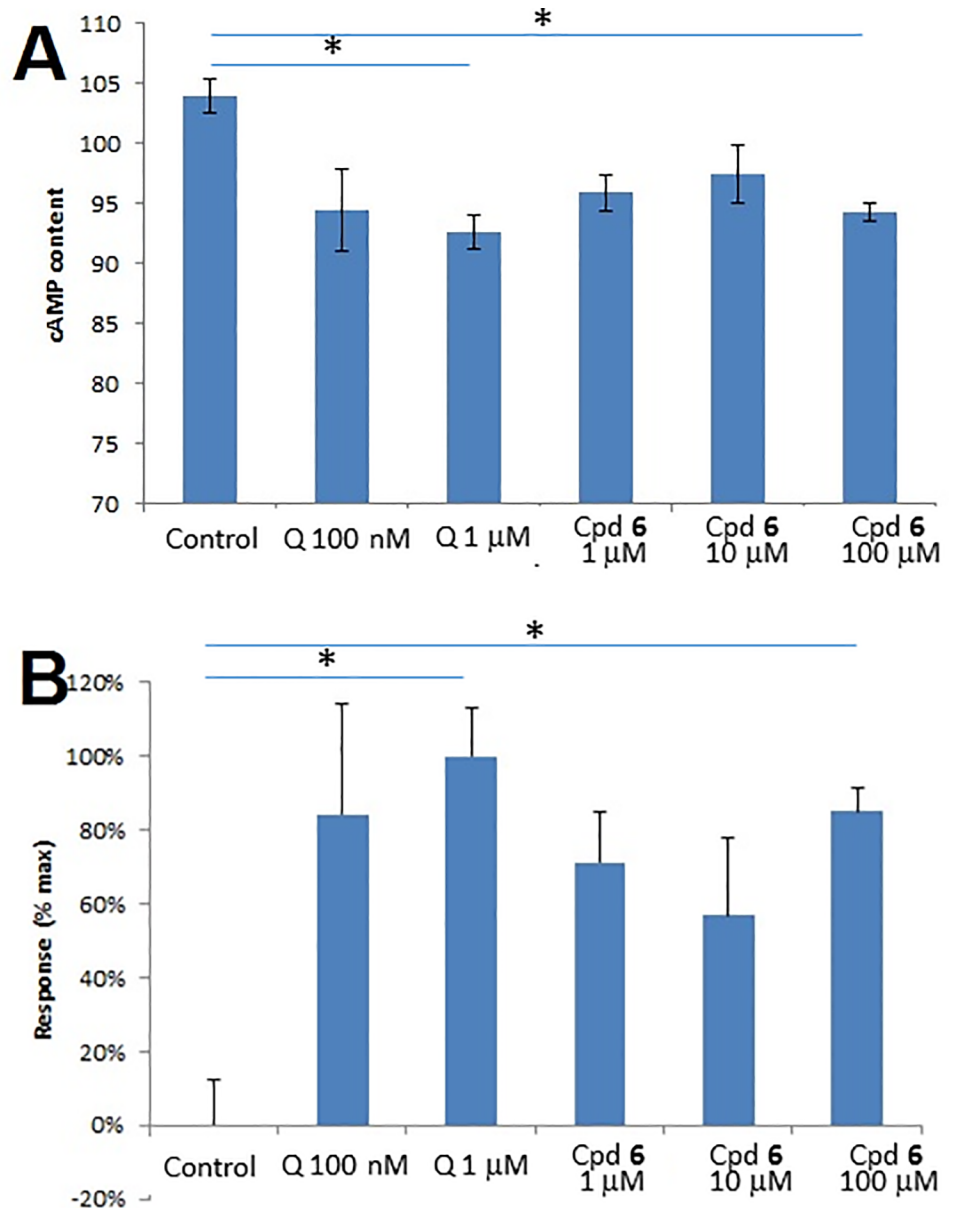 A
*
*
110
105
100
95
90
85
80
75
70
cAMP content
Control Q 100 nM Q 1 µM Cpd 6 Cpd 6 Cpd 6
1 µM 10 µM 100 µM
B
*
*
120%
100%
80%
60%
40%
20%
0%
-20%
Response (% max)
Control Q 100 nM Q 1 µM Cpd 6 Cpd 6 Cpd 6
1 µM 10 µM 100 µM